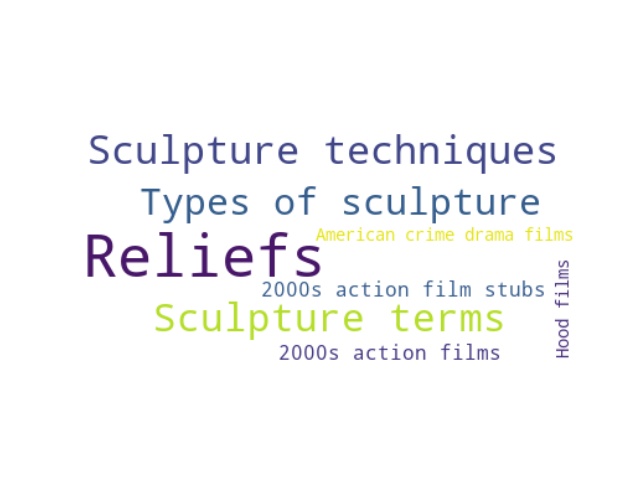 Sculpture techniques
Types of sculpture
American crime drama films
Reliefs
2000s action film stubs
Hood films
Sculpture terms
2000s action films